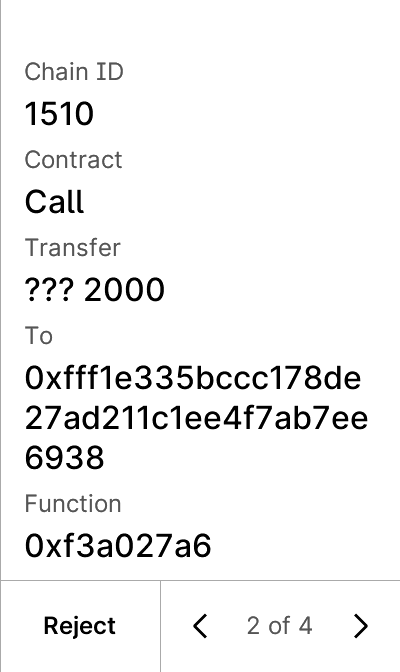 Chain ID
1510
Contract
Call
Transfer
??? 2000
To
0xfff1e335bccc178de
27ad211c1ee4f7ab7ee
6938
Function
0xf3a027a6
Reject
2 of 4